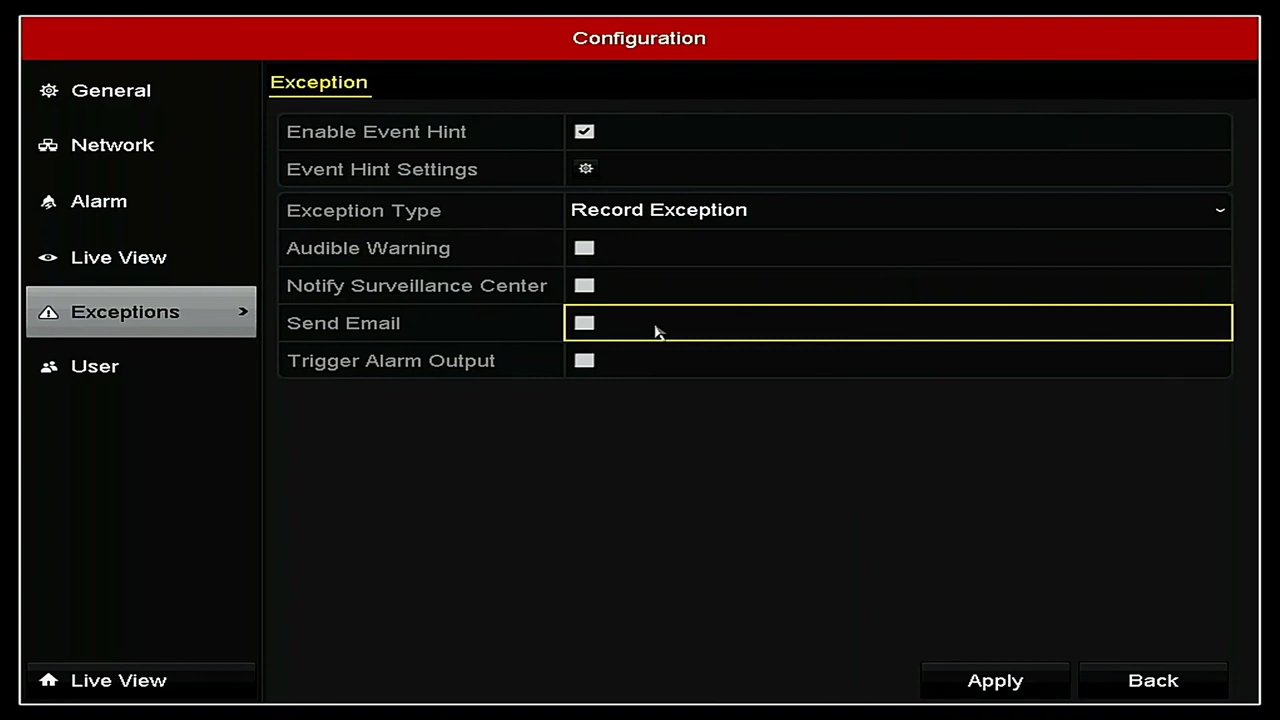 Configuration
General
Network
Alarm
Live View
Exceptions >
User
Live View
Exception
Enable Event Hint
Event Hint Settings
Exception Type Record Exception
Audible Warning
Notify Surveillance Center
Send Email
Trigger Alarm Output
Apply Back